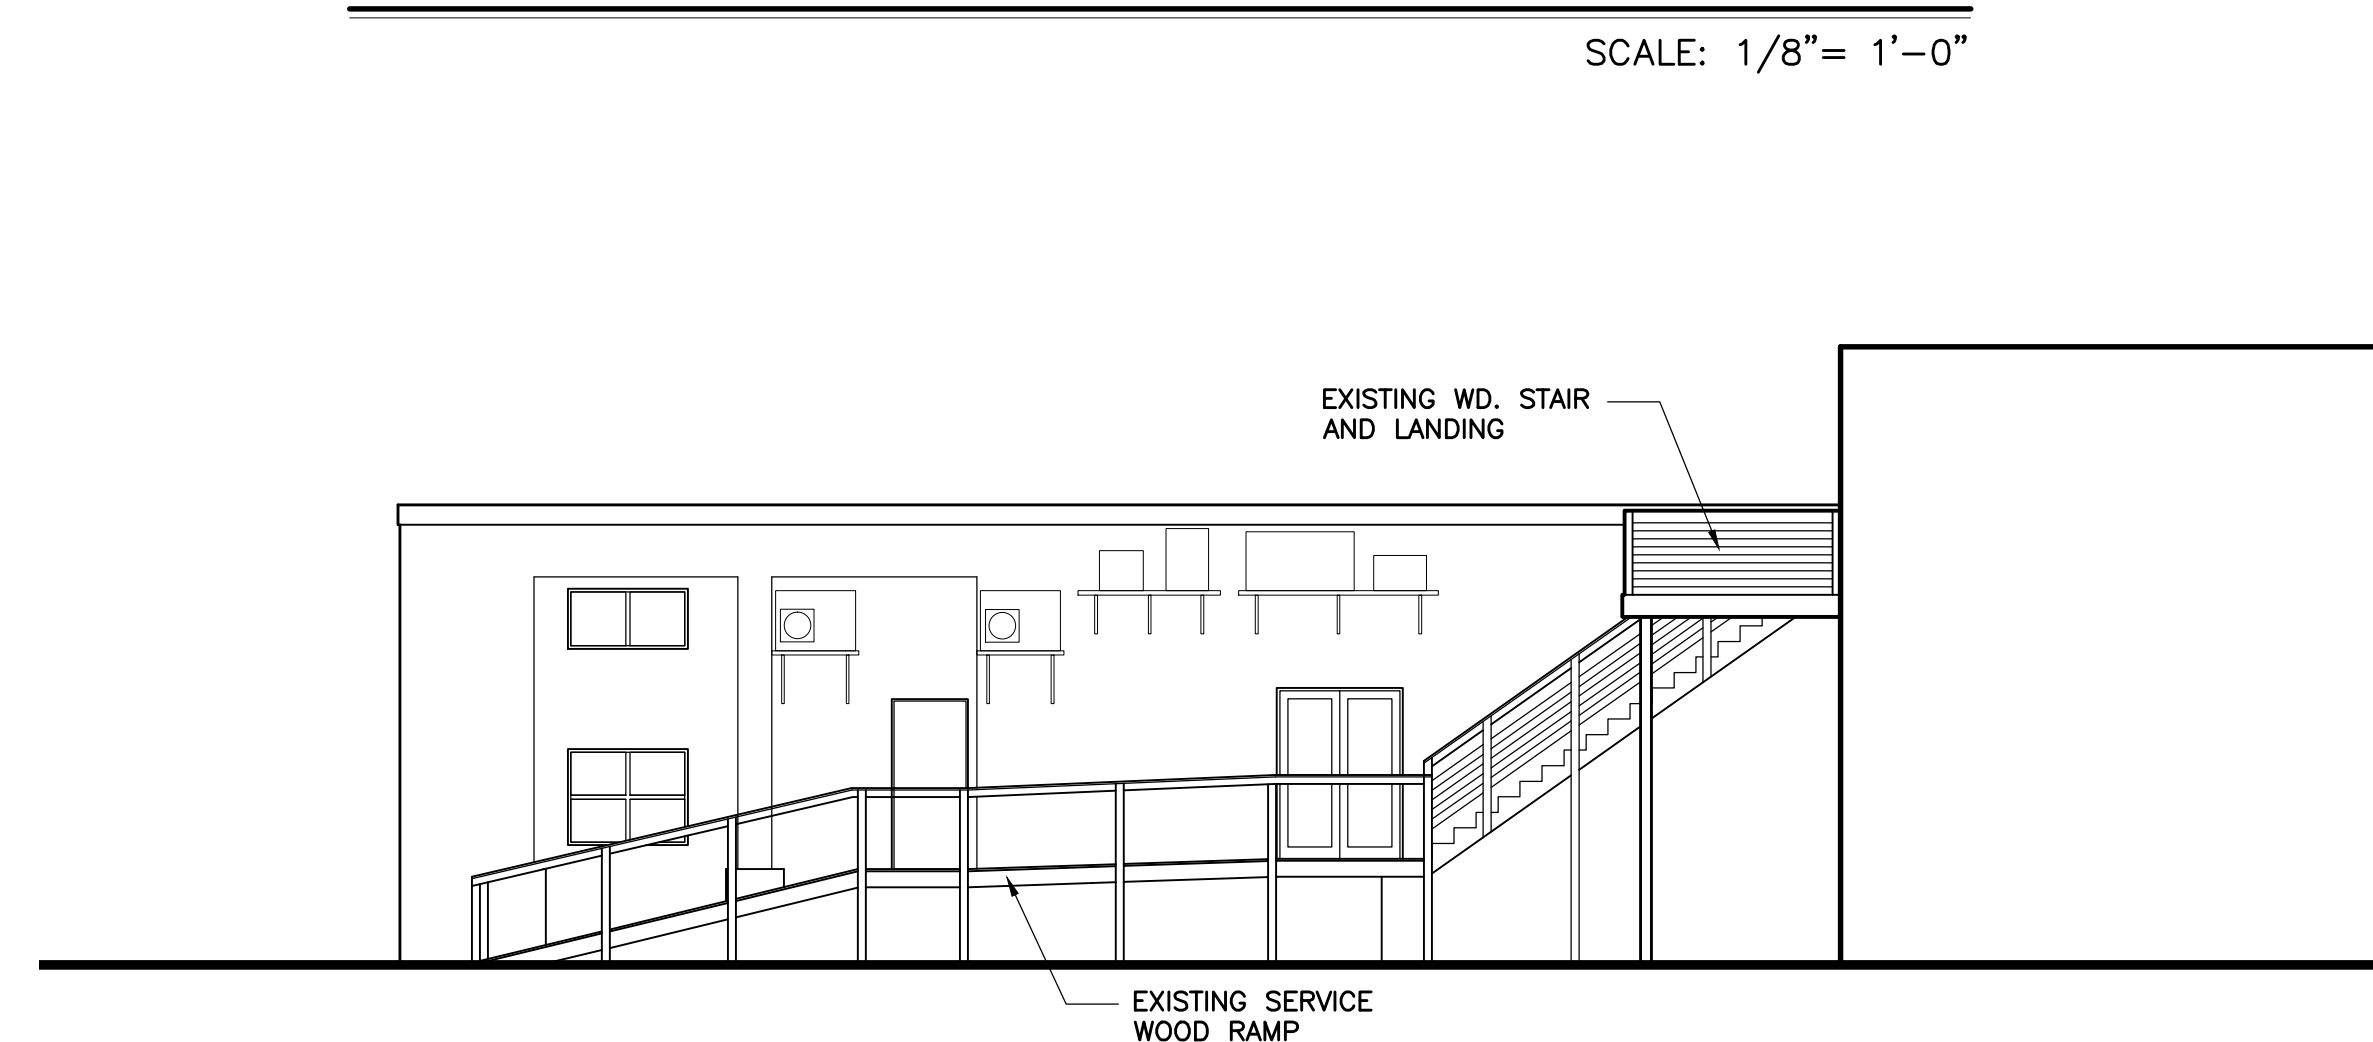 SCALE: 1/8"= 1'-0"
EXISTING WD. STAIR
AND LANDING
EXISTING SERVICE
WOOD RAMP